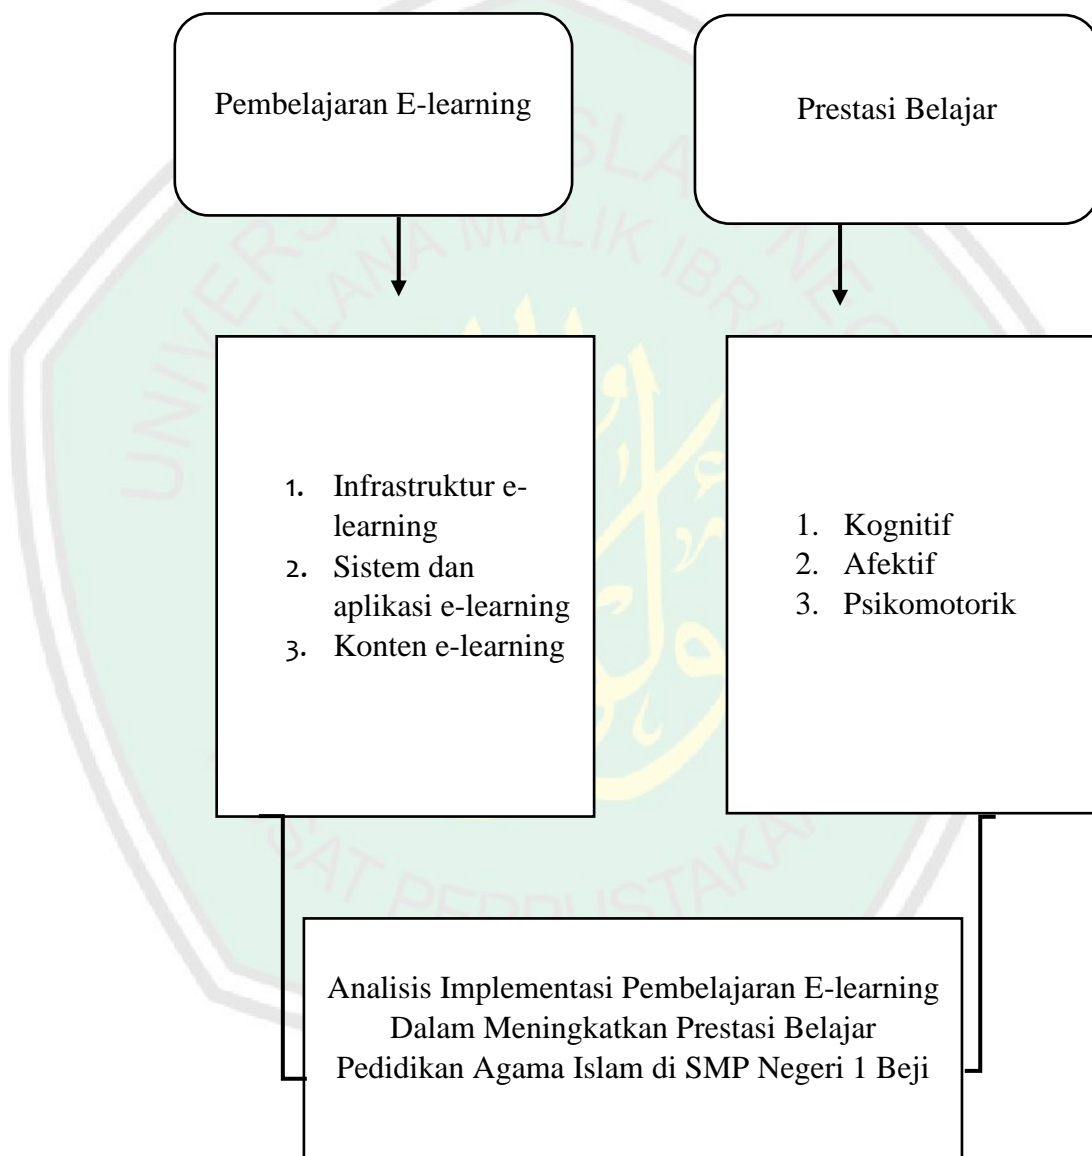 Pembelajaran E-learning
Prestasi Belajar
1. Infrastruktur e-
learning
2. Sistem dan
aplikasi e-learning
3. Konten e-learning
1. Kognitif
2. Afektif
3. Psikomotorik
Analisis Implementasi Pembelajaran E-learning
Dalam Meningkatkan Prestasi Belajar
Pedidikan Agama Islam di SMP Negeri 1 Beji